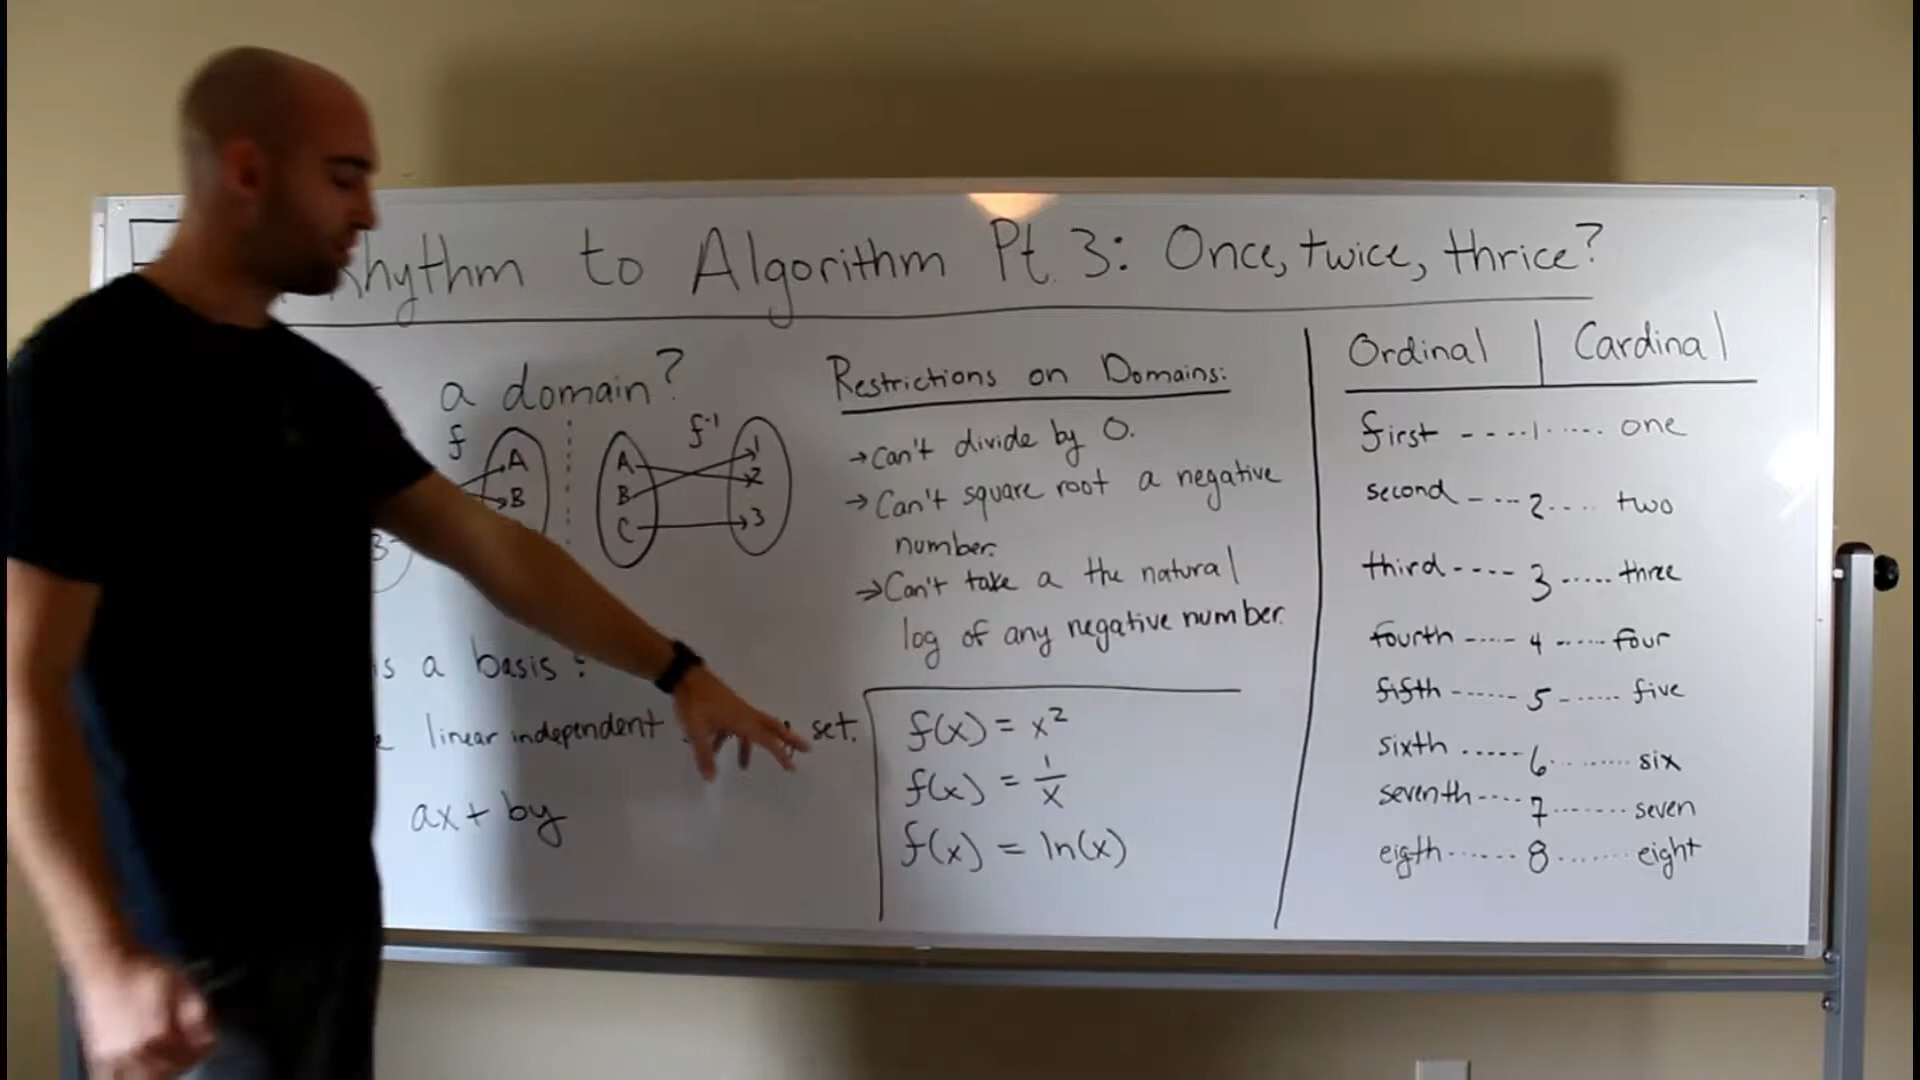 Rhythm to Algorithm Pt. 3: Once, twice, thrice?
a domain?
f
A
B
f⁻¹
A
B
C
1
2
3
is a basis?
linear independent set.
ax + by
Restrictions on Domains:
→ Can't divide by 0.
→ Can't square root a negative
number.
→ Can't take a the natural
log of any negative number.
f(x) = x²
f(x) = 1/x
f(x) = ln(x)
Ordinal | Cardinal
first ----1---- one
second ----2---- two
third ----3---- three
fourth ----4---- four
fifth ----5---- five
sixth ----6---- six
seventh ----7---- seven
eigth ----8---- eight